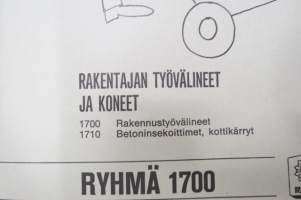 RAKENTAJAN TYÖVÄLINEET
JA KONEET
1700 Rakennustyövälineet
1710 Betoninsekoittimet, kottikärryt
RYHMÄ 1700